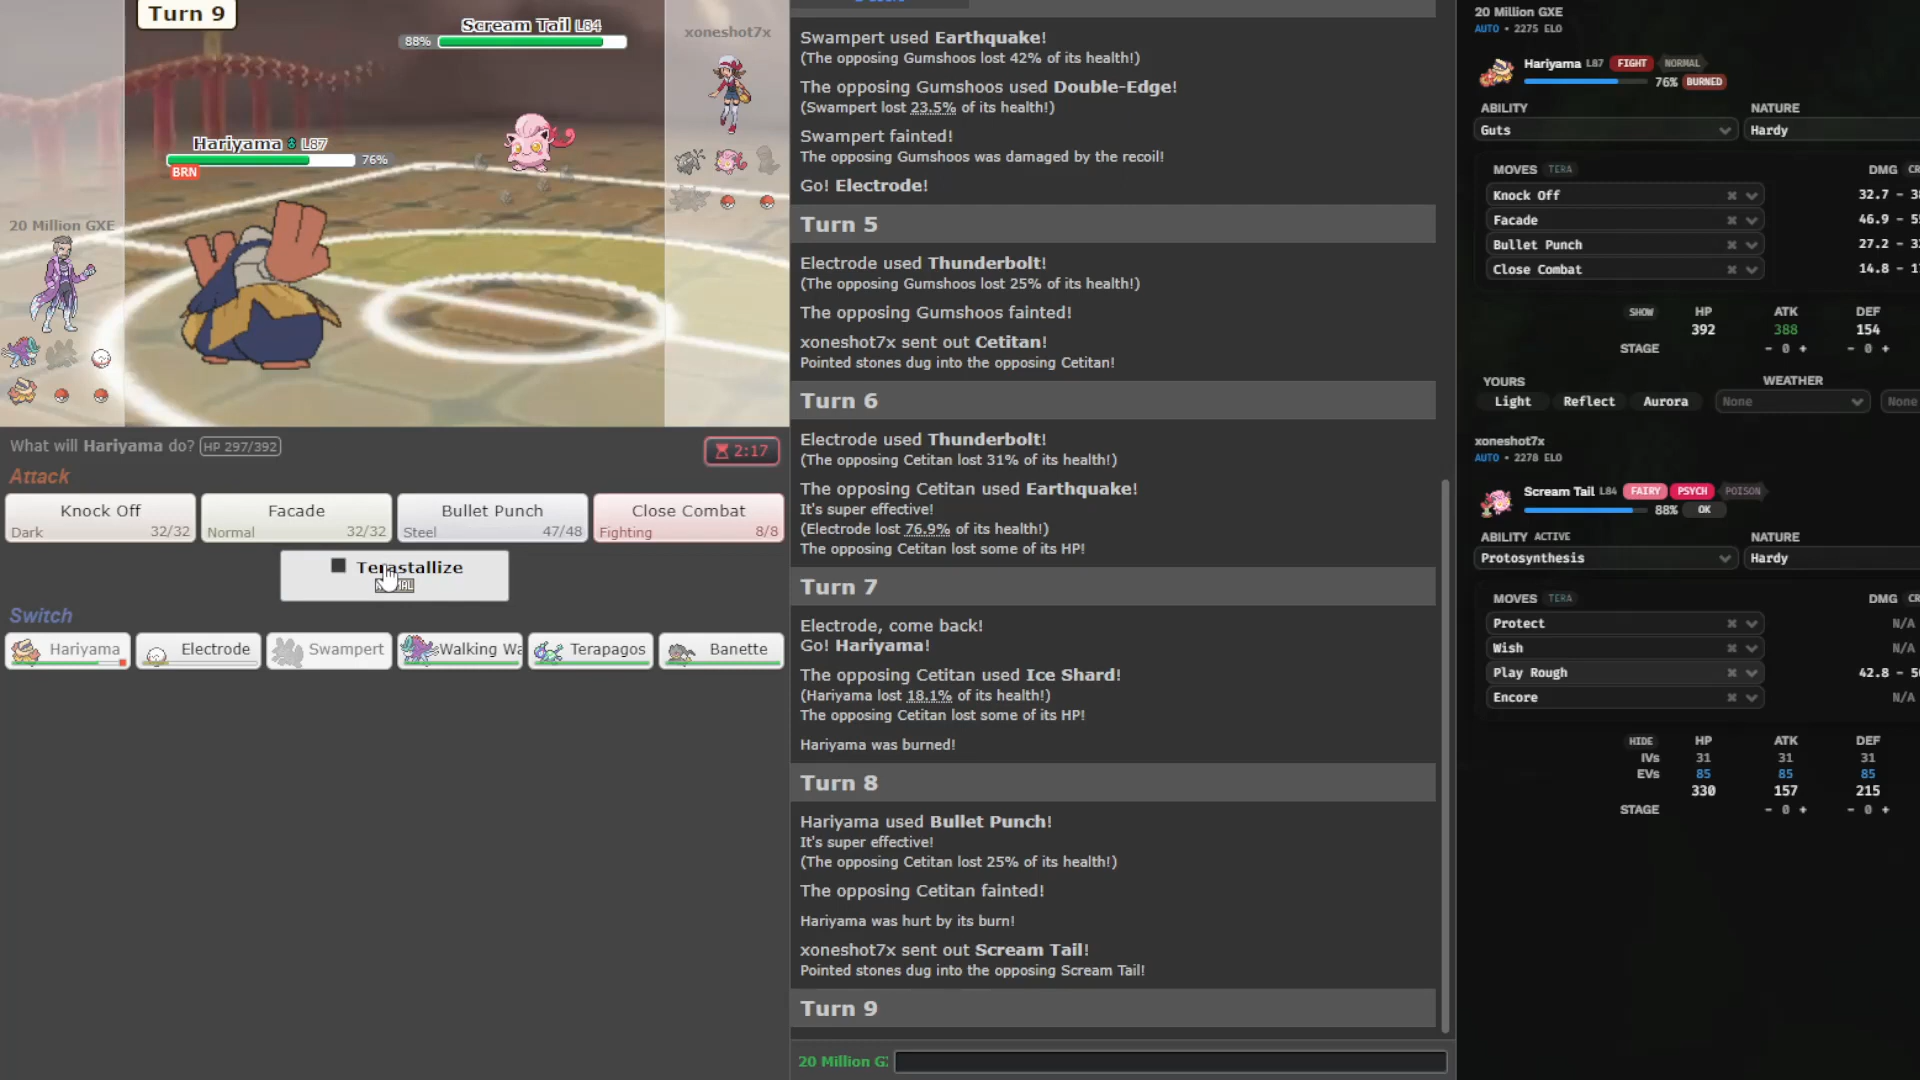 Turn 9
Scream Tail L84
88%
xoneshot7x
Hariyama L87
76%
BRN
20 Million GXE
What will Hariyama do? HP 297/392
2:17
Attack
Knock Off
Dark 32/32
Facade
Normal 32/32
Bullet Punch
Steel 47/48
Close Combat
Fighting 8/8
Terastallize
Switch
Hariyama
Electrode
Swampert
Walking Wa
Terapagos
Banette
Swampert used Earthquake!
(The opposing Gumshoos lost 42% of its health!)
The opposing Gumshoos used Double-Edge!
(Swampert lost 23.5% of its health!)
Swampert fainted!
The opposing Gumshoos was damaged by the recoil!
Go! Electrode!
Turn 5
Electrode used Thunderbolt!
(The opposing Gumshoos lost 25% of its health!)
The opposing Gumshoos fainted!
xoneshot7x sent out Cetitan!
Pointed stones dug into the opposing Cetitan!
Turn 6
Electrode used Thunderbolt!
(The opposing Cetitan lost 31% of its health!)
The opposing Cetitan used Earthquake!
It's super effective!
(Electrode lost 76.9% of its health!)
The opposing Cetitan lost some of its HP!
Turn 7
Electrode, come back!
Go! Hariyama!
The opposing Cetitan used Ice Shard!
(Hariyama lost 18.1% of its health!)
The opposing Cetitan lost some of its HP!
Hariyama was burned!
Turn 8
Hariyama used Bullet Punch!
It's super effective!
(The opposing Cetitan lost 25% of its health!)
The opposing Cetitan fainted!
Hariyama was hurt by its burn!
xoneshot7x sent out Scream Tail!
Pointed stones dug into the opposing Scream Tail!
Turn 9
20 Million G
20 Million GXE
AUTO • 2275 ELO
Hariyama L87 FIGHT NORMAL
76% BURNED
ABILITY NATURE
Guts Hardy
MOVES TERA DMG CR
Knock Off 32.7 - 38
Facade 46.9 - 55
Bullet Punch 27.2 - 32
Close Combat 14.8 - 17
SHOW HP ATK DEF
392 388 154
STAGE - 0 + - 0 +
YOURS WEATHER
Light Reflect Aurora None None
xoneshot7x
AUTO • 2278 ELO
Scream Tail L84 FAIRY PSYCH POISON
88% OK
ABILITY ACTIVE NATURE
Protosynthesis Hardy
MOVES TERA DMG CR
Protect N/A
Wish N/A
Play Rough 42.8 - 50
Encore N/A
HIDE HP ATK DEF
IVs 31 31 31
EVs 85 85 85
330 157 215
STAGE - 0 + - 0 +